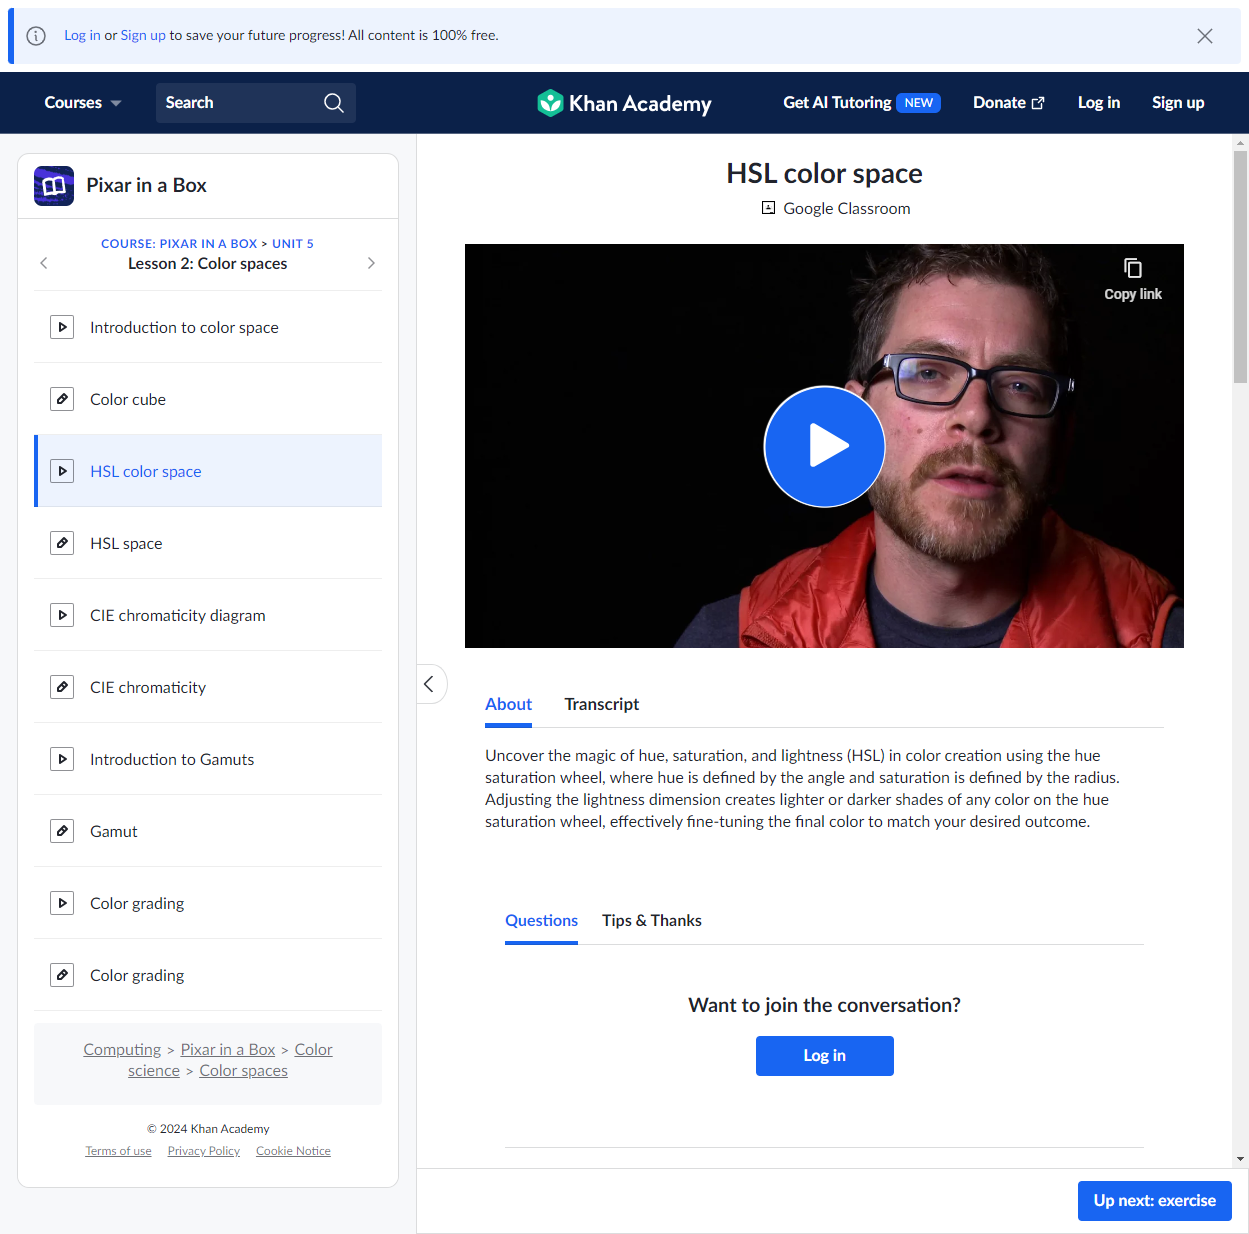 Log in or Sign up to save your future progress! All content is 100% free.
Courses
Search
Khan Academy
Get AI Tutoring NEW
Donate
Log in
Sign up
Pixar in a Box
COURSE: PIXAR IN A BOX > UNIT 5
Lesson 2: Color spaces
Introduction to color space
Color cube
HSL color space
HSL space
CIE chromaticity diagram
CIE chromaticity
Introduction to Gamuts
Gamut
Color grading
Color grading
Computing > Pixar in a Box > Color
science > Color spaces
© 2024 Khan Academy
Terms of use Privacy Policy Cookie Notice
HSL color space
Google Classroom
Copy link
About
Transcript
Uncover the magic of hue, saturation, and lightness (HSL) in color creation using the hue
saturation wheel, where hue is defined by the angle and saturation is defined by the radius.
Adjusting the lightness dimension creates lighter or darker shades of any color on the hue
saturation wheel, effectively fine-tuning the final color to match your desired outcome.
Questions
Tips & Thanks
Want to join the conversation?
Log in
Up next: exercise